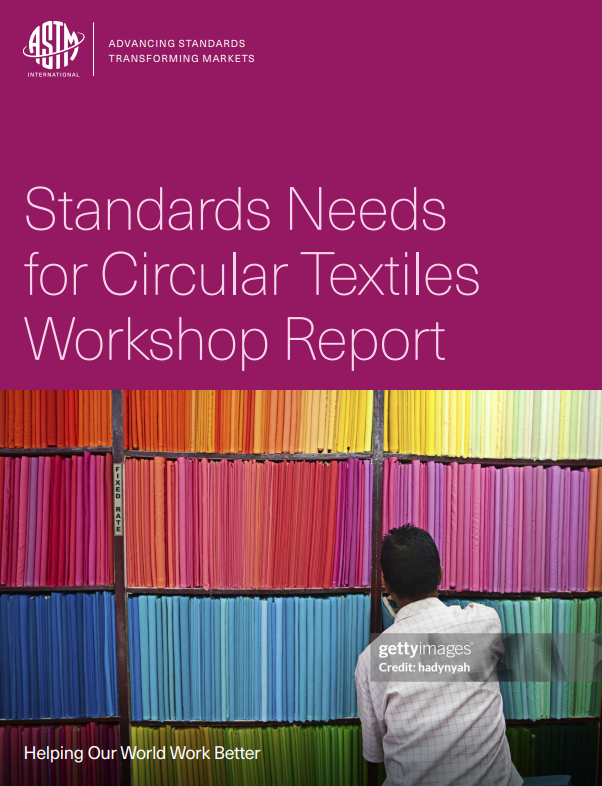 ASTM
INTERNATIONAL
ADVANCING STANDARDS
TRANSFORMING MARKETS
Standards Needs
for Circular Textiles
Workshop Report
FIXED RATE
gettyimages
Credit: hadynyah
Helping Our World Work Better